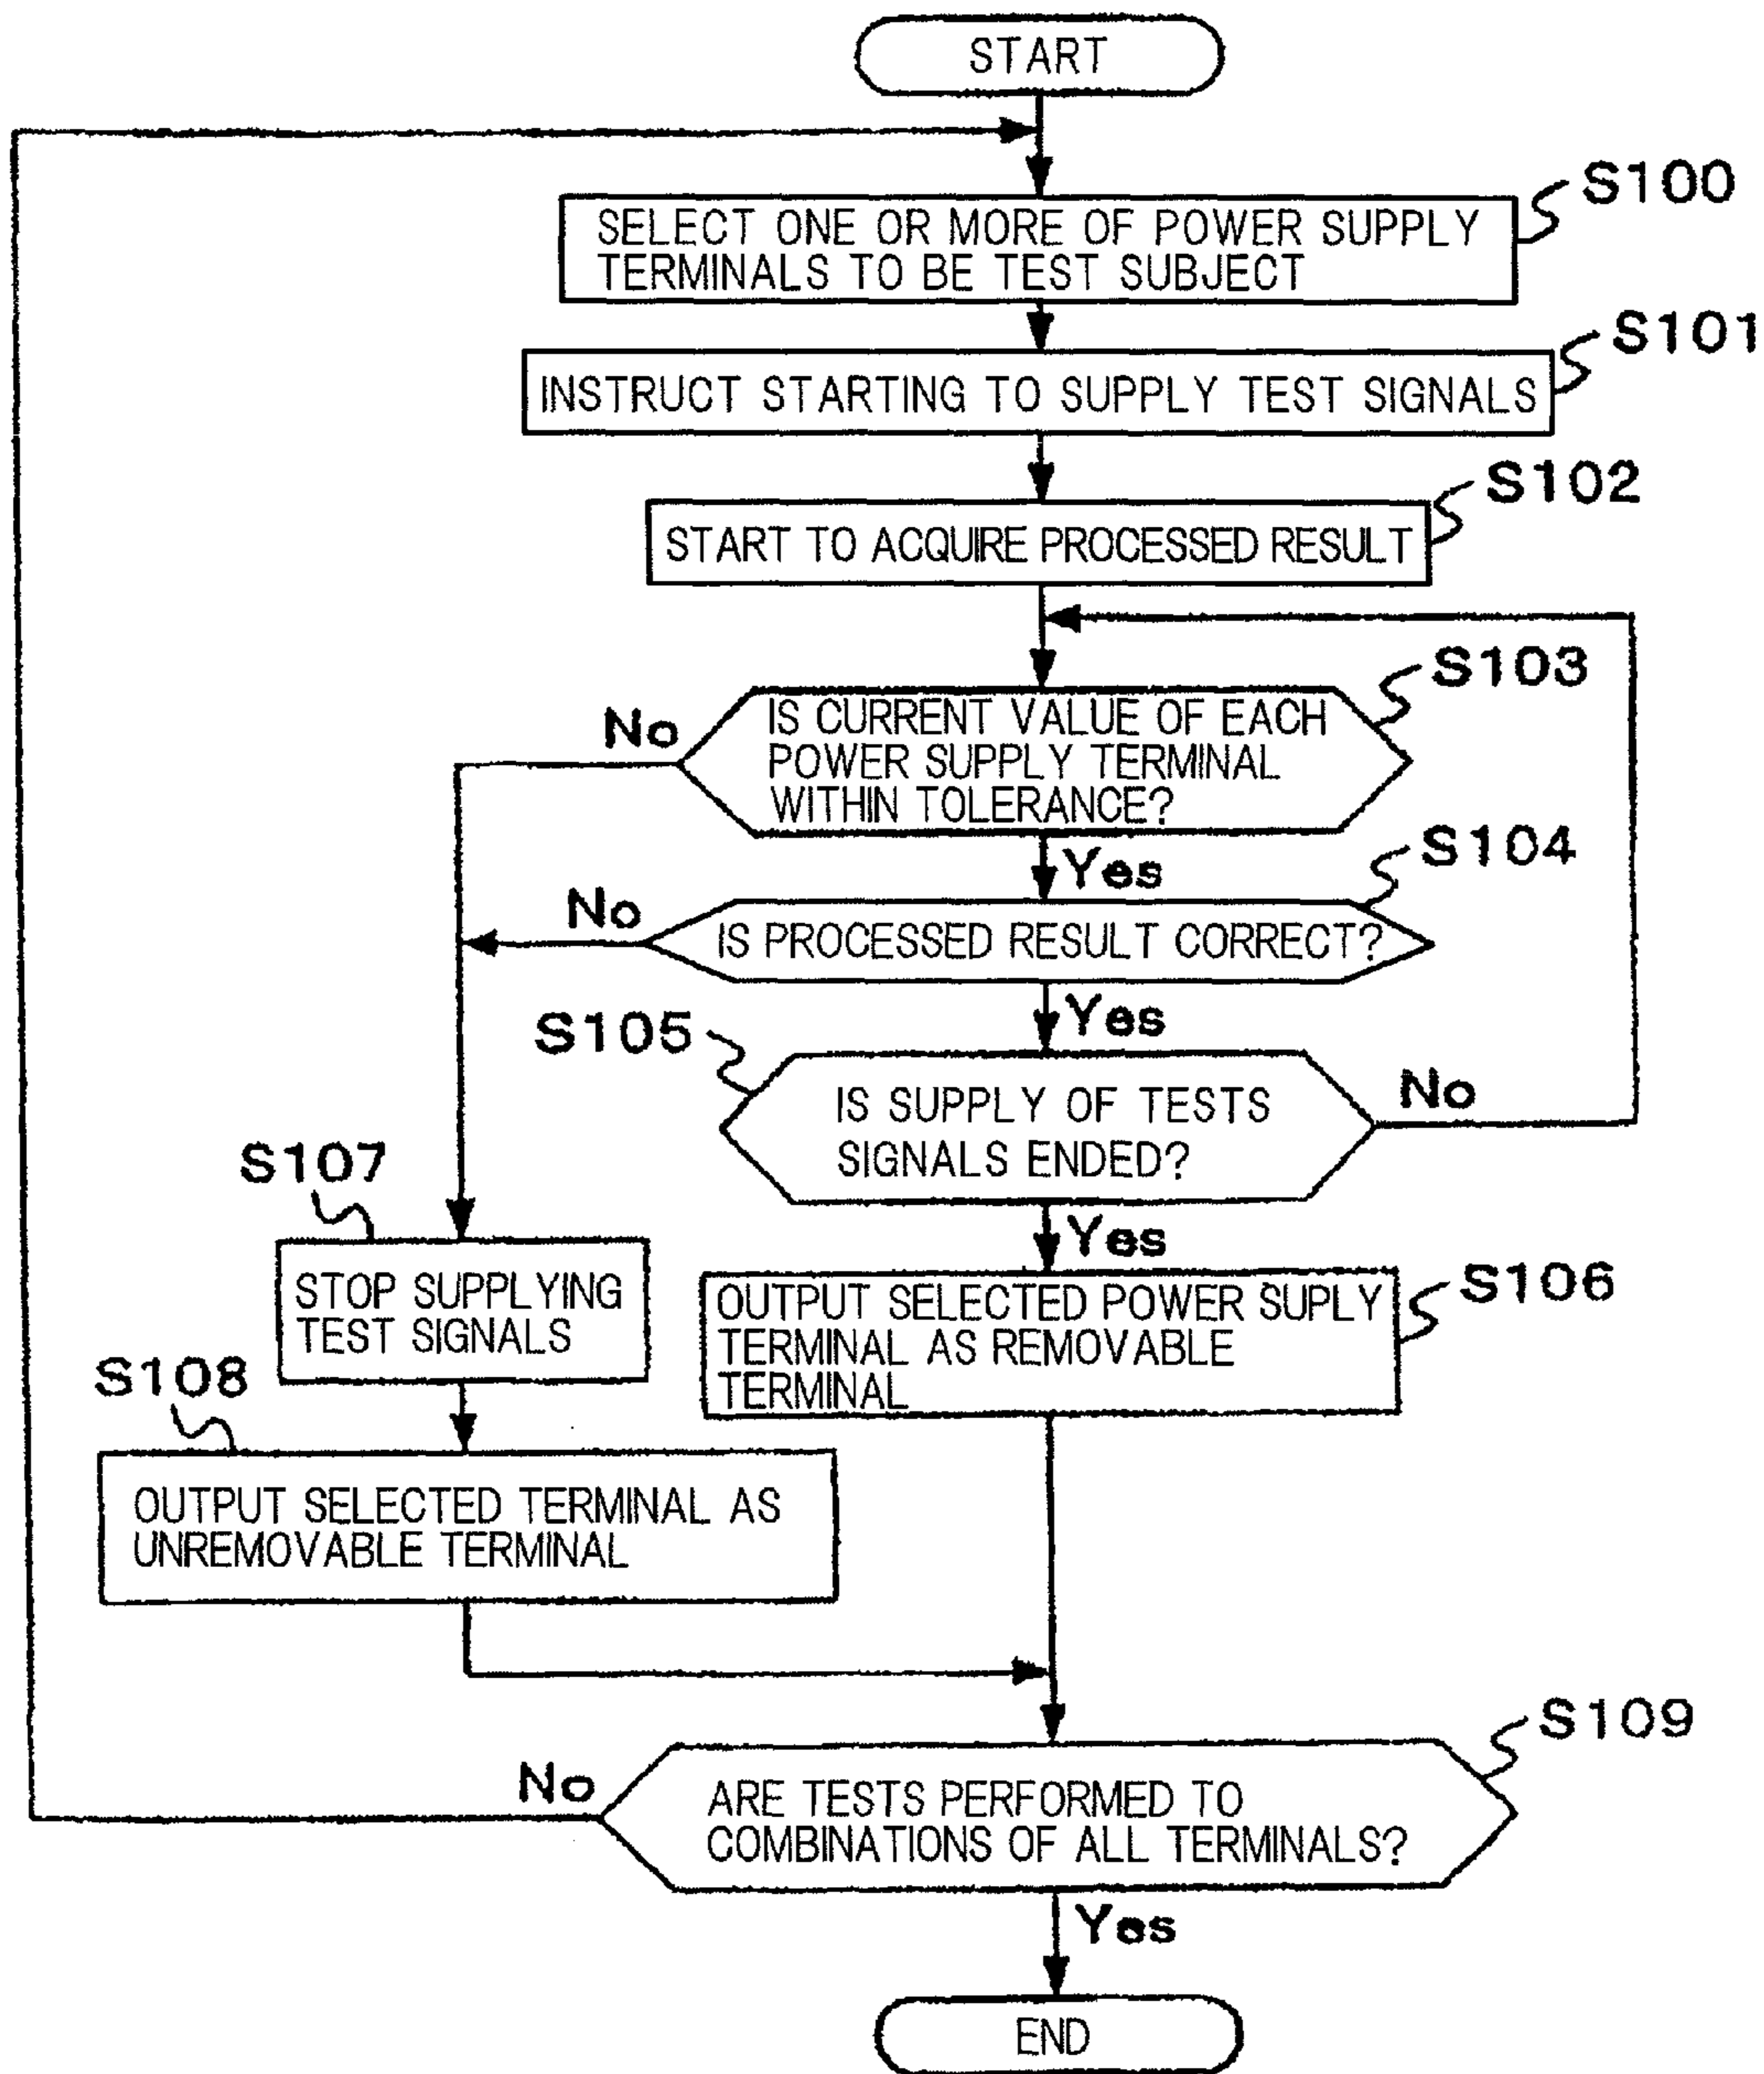 START
S100
SELECT ONE OR MORE OF POWER SUPPLY
TERMINALS TO BE TEST SUBJECT
S101
INSTRUCT STARTING TO SUPPLY TEST SIGNALS
S102
START TO ACQUIRE PROCESSED RESULT
S103
No
IS CURRENT VALUE OF EACH
POWER SUPPLY TERMINAL
WITHIN TOLERANCE?
S104
Yes
No
IS PROCESSED RESULT CORRECT?
S105
Yes
No
IS SUPPLY OF TESTS
SIGNALS ENDED?
S107
Yes
STOP SUPPLYING
TEST SIGNALS
S106
OUTPUT SELECTED POWER SUPLY
TERMINAL AS REMOVABLE
TERMINAL
S108
OUTPUT SELECTED TERMINAL AS
UNREMOVABLE TERMINAL
S109
No
ARE TESTS PERFORMED TO
COMBINATIONS OF ALL TERMINALS?
Yes
END